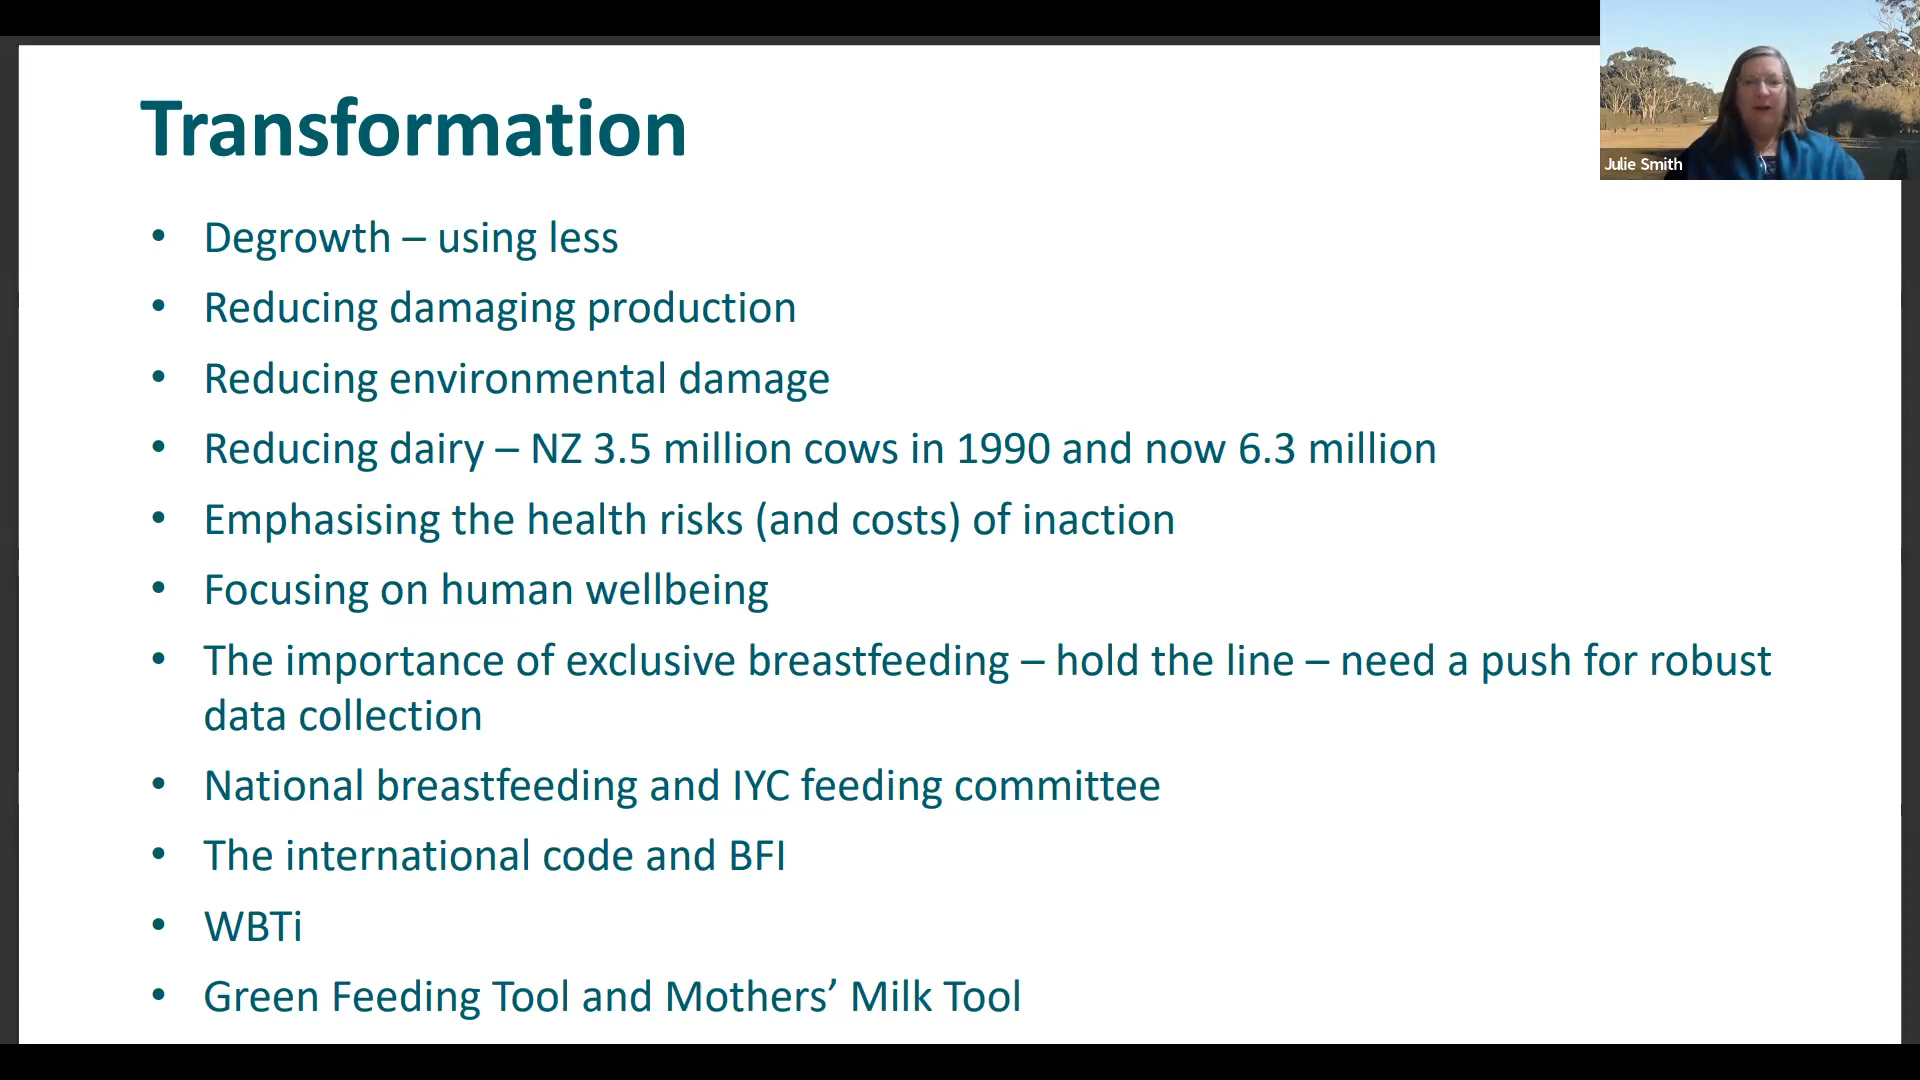 Transformation
Julie Smith
• Degrowth – using less
• Reducing damaging production
• Reducing environmental damage
• Reducing dairy – NZ 3.5 million cows in 1990 and now 6.3 million
• Emphasising the health risks (and costs) of inaction
• Focusing on human wellbeing
• The importance of exclusive breastfeeding – hold the line – need a push for robust
data collection
• National breastfeeding and IYC feeding committee
• The international code and BFI
• WBTi
• Green Feeding Tool and Mothers’ Milk Tool